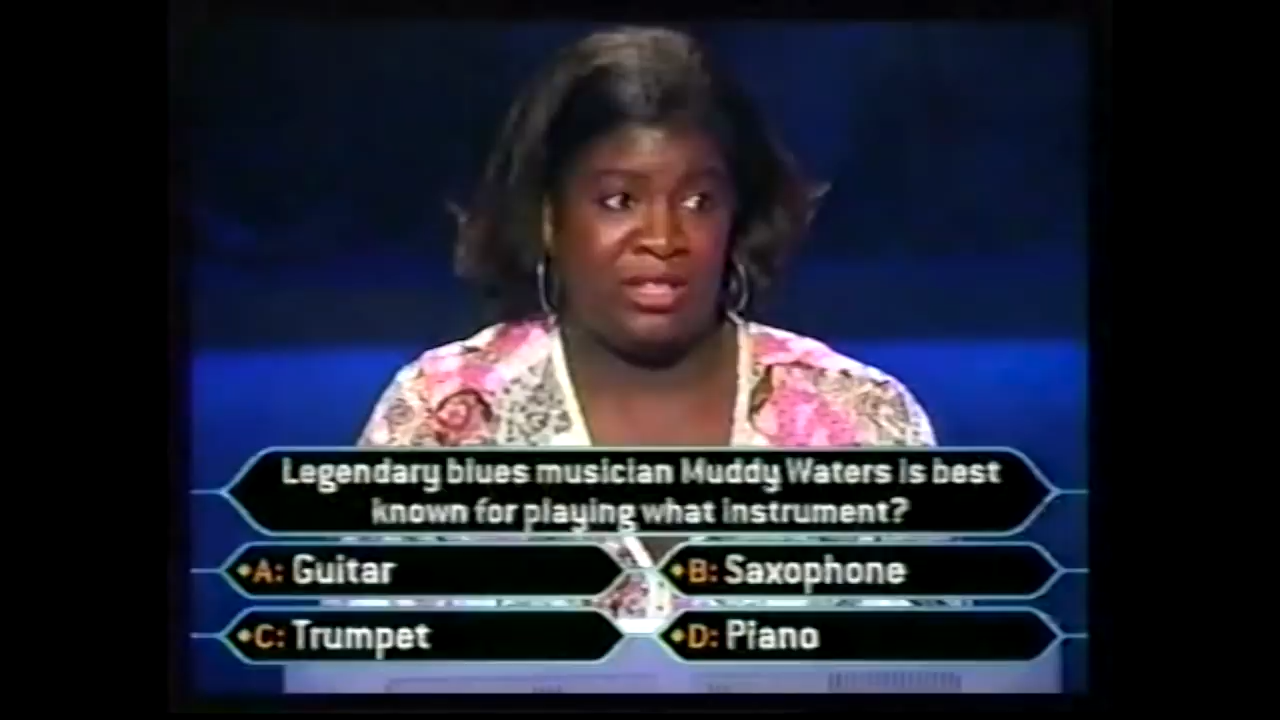 Legendary blues musician Muddy Waters is best
known for playing what instrument?
A: Guitar
B: Saxophone
C: Trumpet
D: Piano